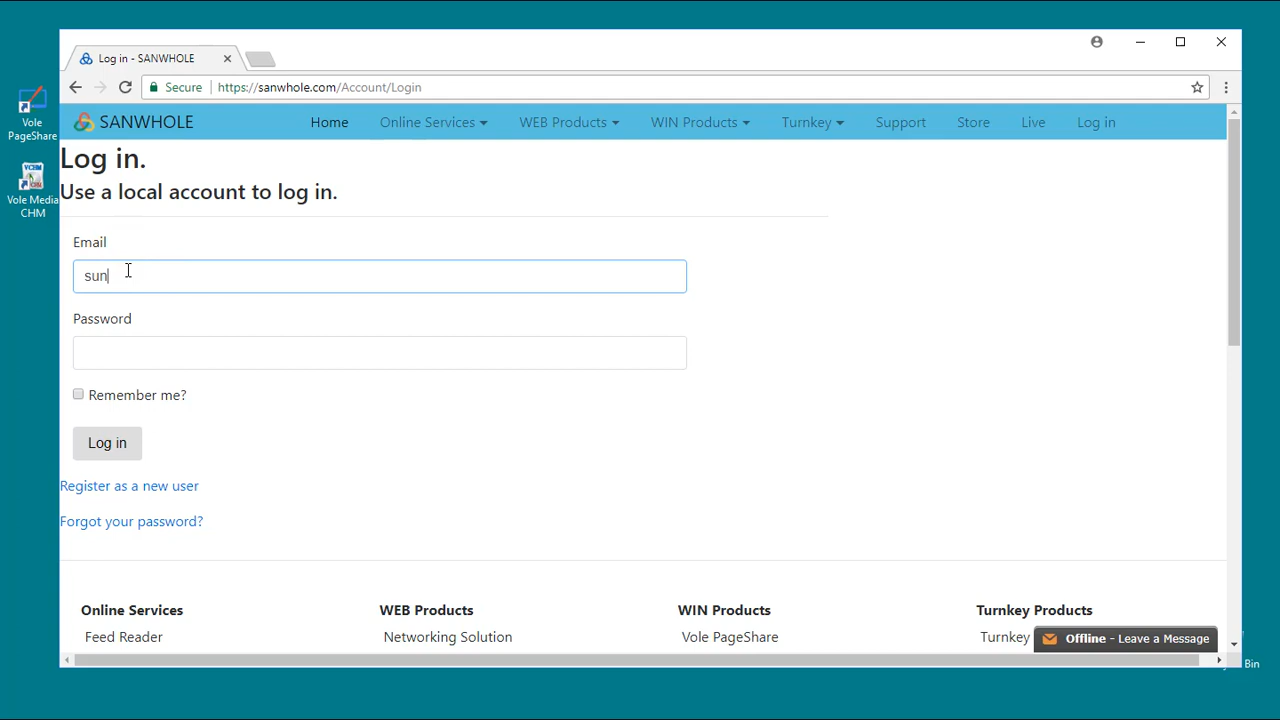 Log in - SANWHOLE
Secure https://sanwhole.com/Account/Login
Vole
PageShare
SANWHOLE Home Online Services WEB Products WIN Products Turnkey Support Store Live Log in
Log in.
VCHM
CHM
Vole Media
CHM
Use a local account to log in.
Email
sun
Password
Remember me?
Log in
Register as a new user
Forgot your password?
Online Services WEB Products WIN Products Turnkey Products
Feed Reader Networking Solution Vole PageShare Turnkey
Offline - Leave a Message
Bin